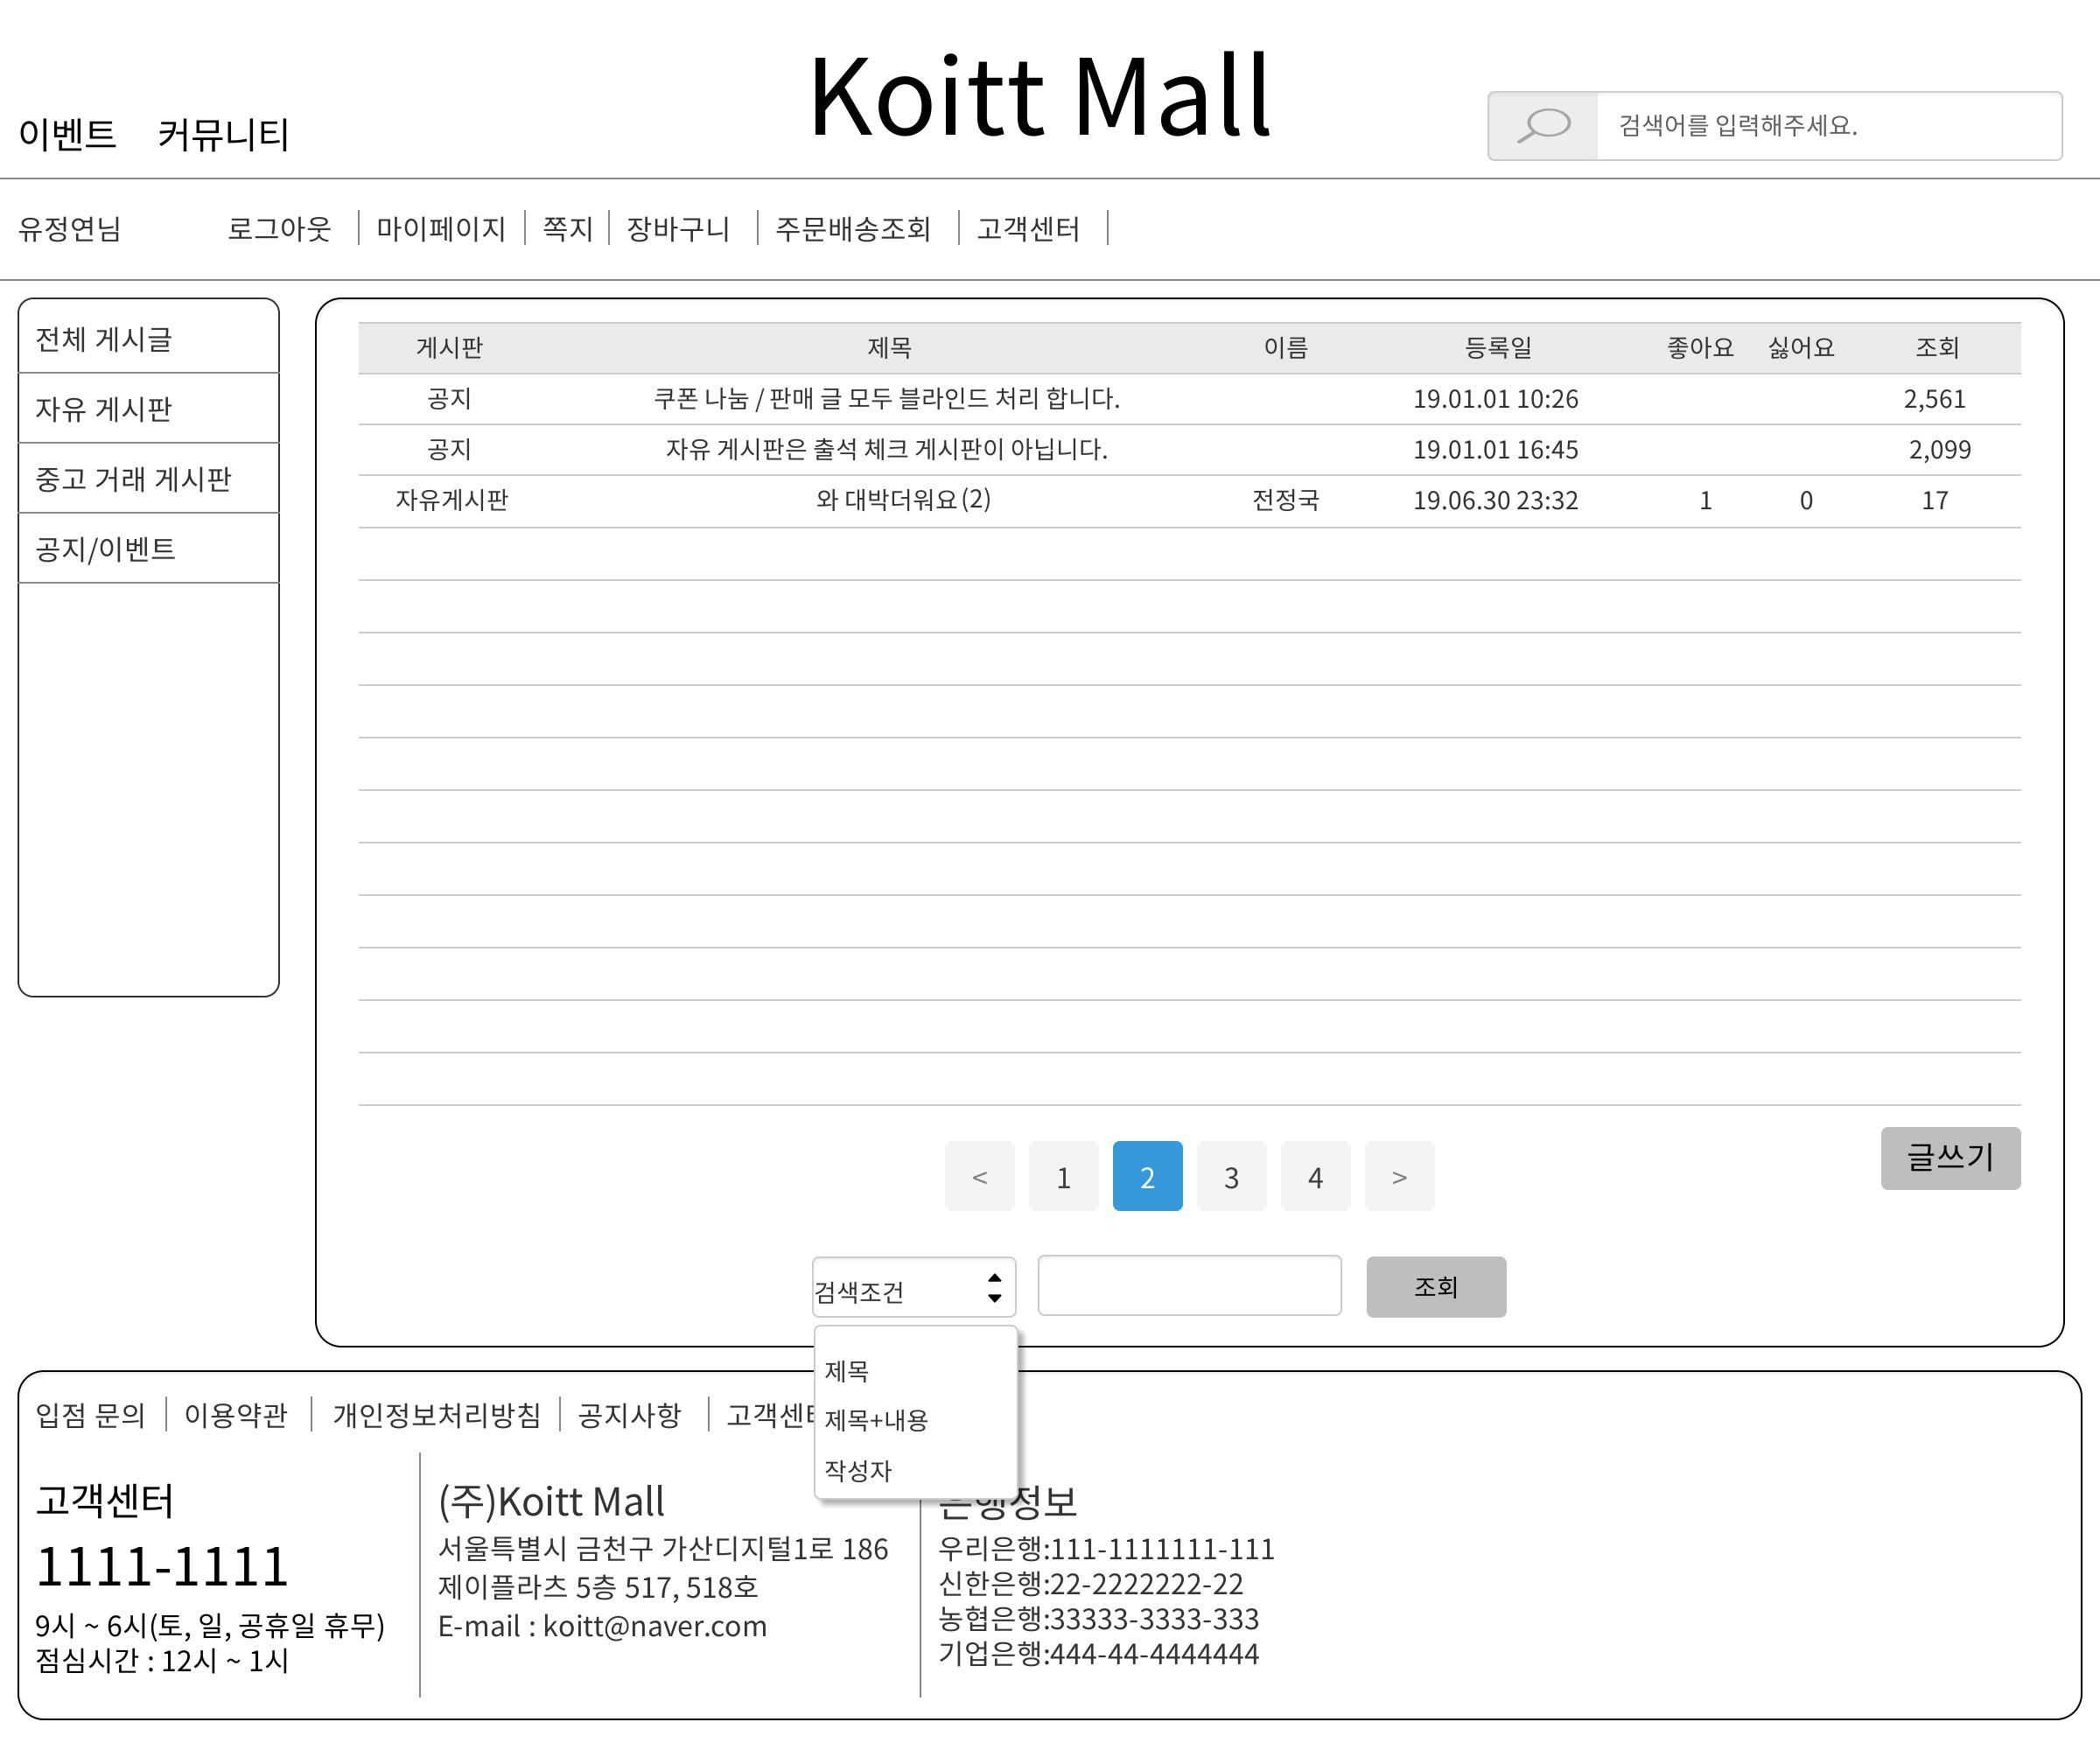 Koitt Mall
이벤트 커뮤니티
검색어를 입력해주세요.
유정연님 로그아웃 마이페이지 쪽지 장바구니 주문배송조회 고객센터
전체 게시글
자유 게시판
중고 거래 게시판
공지/이벤트
게시판 제목 이름 등록일 좋아요 싫어요 조회
공지 쿠폰 나눔 / 판매 글 모두 블라인드 처리 합니다. 19.01.01 10:26 2,561
공지 자유 게시판은 출석 체크 게시판이 아닙니다. 19.01.01 16:45 2,099
자유게시판 와 대박더워요(2) 전정국 19.06.30 23:32 1 0 17
< 1 2 3 4 >
글쓰기
검색조건 조회
제목
제목+내용
작성자
입점 문의 이용약관 개인정보처리방침 공지사항 고객센터
고객센터
1111-1111
9시 ~ 6시(토, 일, 공휴일 휴무)
점심시간 : 12시 ~ 1시
(주)Koitt Mall
서울특별시 금천구 가산디지털1로 186
제이플라츠 5층 517, 518호
E-mail : koitt@naver.com
은행정보
우리은행:111-1111111-111
신한은행:22-2222222-22
농협은행:33333-3333-333
기업은행:444-44-4444444